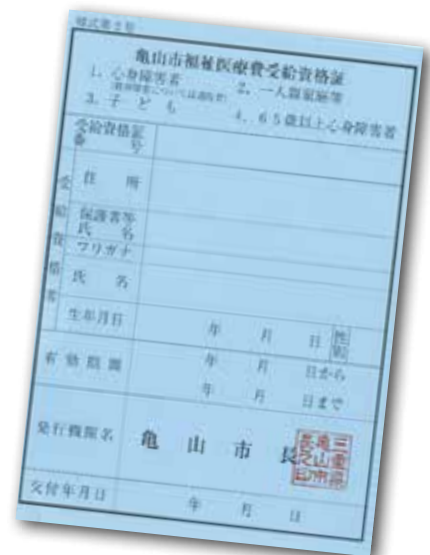 様式第2号
亀山市福祉医療費受給資格証
1. 心身障害者 2. 一人親家庭等
3. 子ども 4. 65歳以上心身障害者
受給資格証
番号
受給資格者
住所
保護者等
氏名
フリガナ
氏名
生年月日 年 月 日 性別
有効期間 年 月 日から
年 月 日まで
発行機関名 亀山市長
三重県
亀山市
長之印
交付年月日 年 月 日